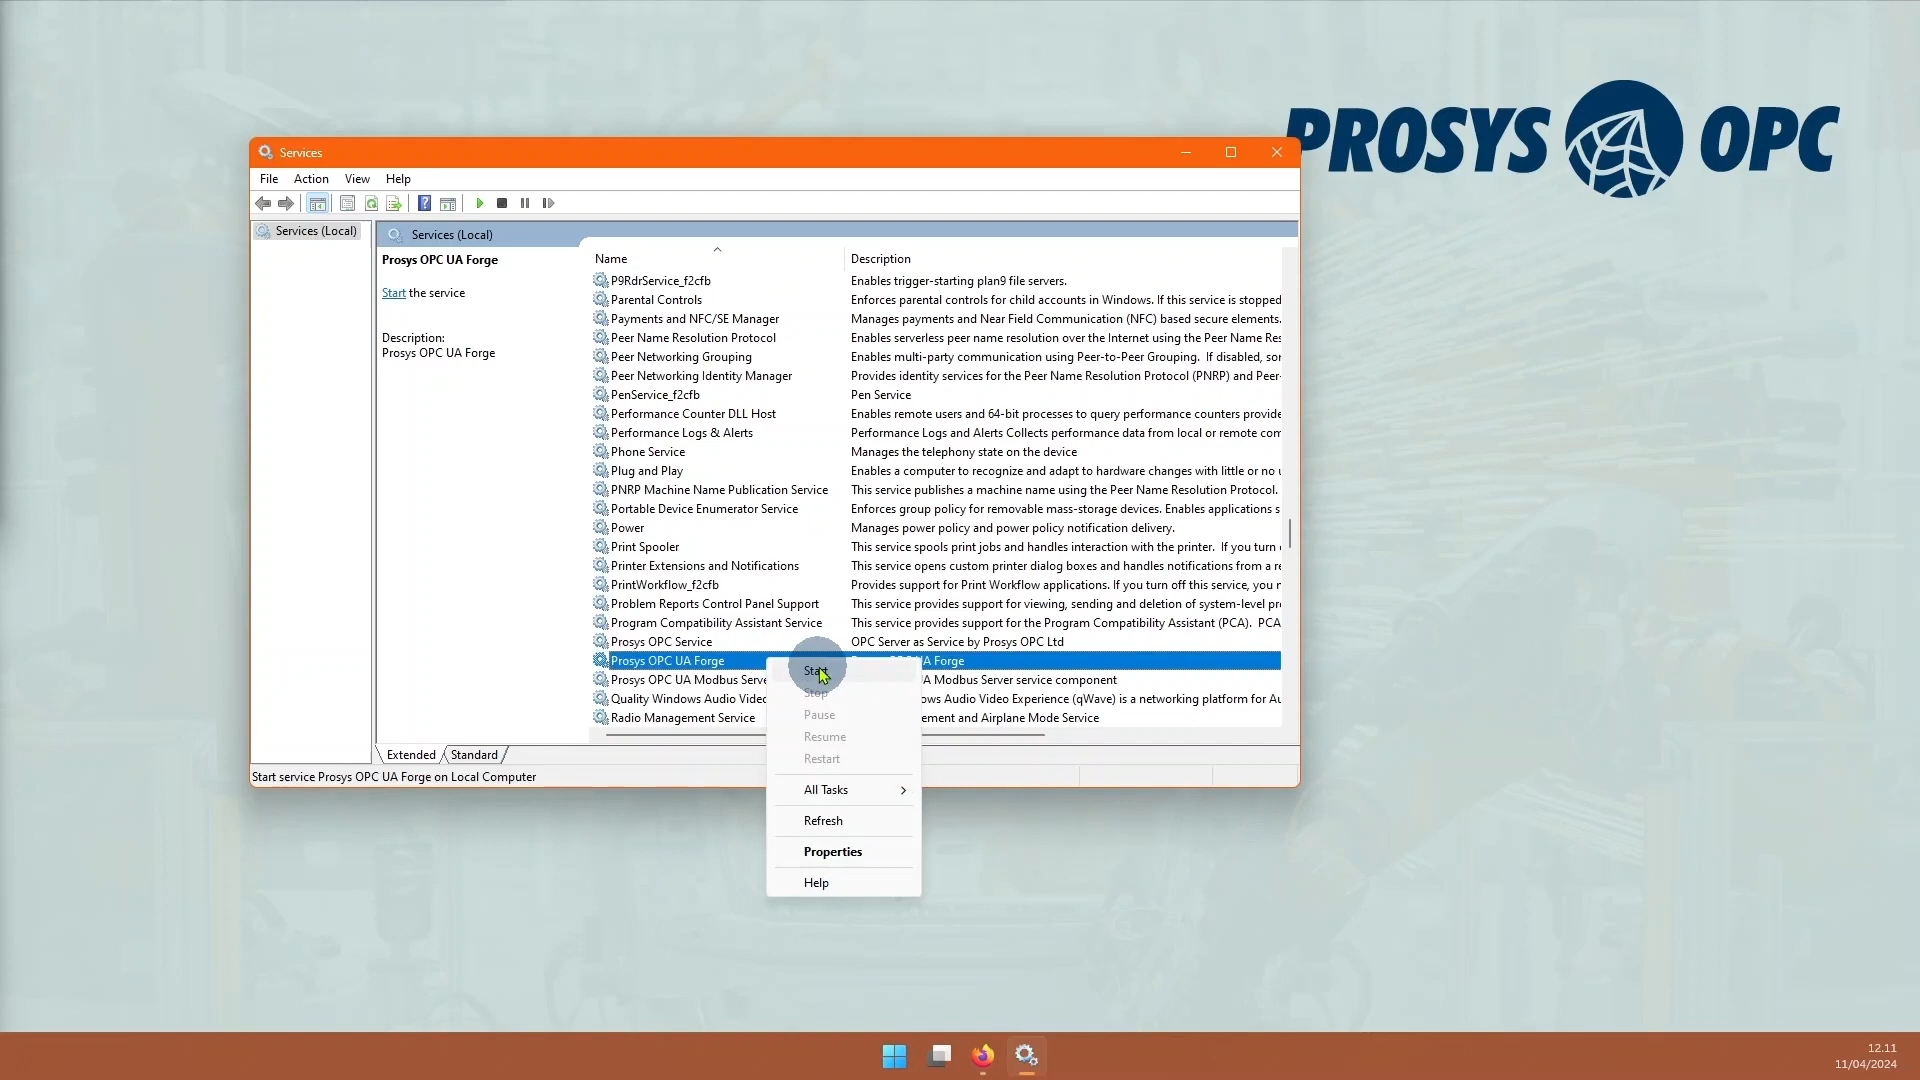 PROSYS OPC
Services
File Action View Help
Services (Local)
Services (Local)
Prosys OPC UA Forge
Start the service
Description:
Prosys OPC UA Forge
Name Description
P9RdrService_f2cfb Enables trigger-starting plan9 file servers.
Parental Controls Enforces parental controls for child accounts in Windows. If this service is stopped
Payments and NFC/SE Manager Manages payments and Near Field Communication (NFC) based secure elements.
Peer Name Resolution Protocol Enables serverless peer name resolution over the Internet using the Peer Name Res
Peer Networking Grouping Enables multi-party communication using Peer-to-Peer Grouping. If disabled, sor
Peer Networking Identity Manager Provides identity services for the Peer Name Resolution Protocol (PNRP) and Peer-
PenService_f2cfb Pen Service
Performance Counter DLL Host Enables remote users and 64-bit processes to query performance counters provide
Performance Logs & Alerts Performance Logs and Alerts Collects performance data from local or remote com
Phone Service Manages the telephony state on the device
Plug and Play Enables a computer to recognize and adapt to hardware changes with little or no u
PNRP Machine Name Publication Service This service publishes a machine name using the Peer Name Resolution Protocol.
Portable Device Enumerator Service Enforces group policy for removable mass-storage devices. Enables applications s
Power Manages power policy and power policy notification delivery.
Print Spooler This service spools print jobs and handles interaction with the printer. If you turn
Printer Extensions and Notifications This service opens custom printer dialog boxes and handles notifications from a re
PrintWorkflow_f2cfb Provides support for Print Workflow applications. If you turn off this service, you n
Problem Reports Control Panel Support This service provides support for viewing, sending and deletion of system-level pr
Program Compatibility Assistant Service This service provides support for the Program Compatibility Assistant (PCA). PCA
Prosys OPC Service OPC Server as Service by Prosys OPC Ltd
Prosys OPC UA Forge UA Forge
Prosys OPC UA Modbus Serve UA Modbus Server service component
Quality Windows Audio Video ows Audio Video Experience (qWave) is a networking platform for Au
Radio Management Service ement and Airplane Mode Service
Start
Stop
Pause
Resume
Restart
All Tasks
Refresh
Properties
Help
Extended Standard
Start service Prosys OPC UA Forge on Local Computer
12.11
11/04/2024